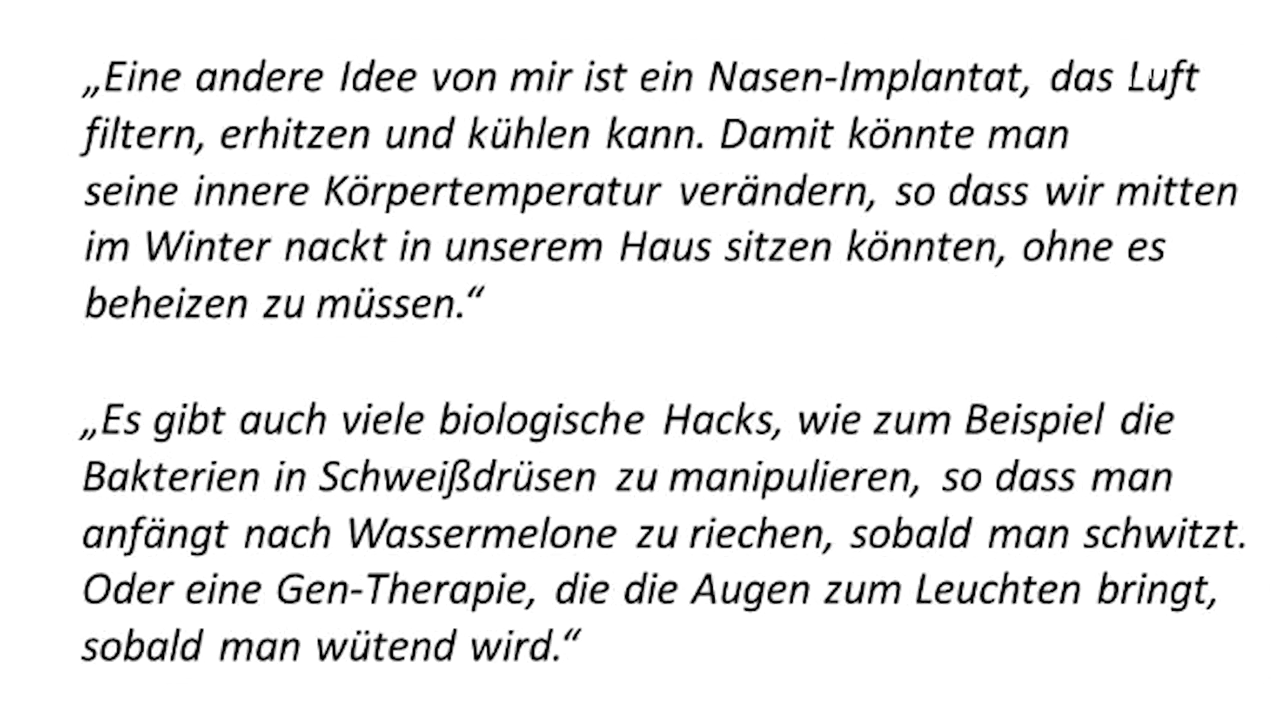 „Eine andere Idee von mir ist ein Nasen-Implantat, das Luft
filtern, erhitzen und kühlen kann. Damit könnte man
seine innere Körpertemperatur verändern, so dass wir mitten
im Winter nackt in unserem Haus sitzen könnten, ohne es
beheizen zu müssen.“
„Es gibt auch viele biologische Hacks, wie zum Beispiel die
Bakterien in Schweißdrüsen zu manipulieren, so dass man
anfängt nach Wassermelone zu riechen, sobald man schwitzt.
Oder eine Gen-Therapie, die die Augen zum Leuchten bringt,
sobald man wütend wird.“